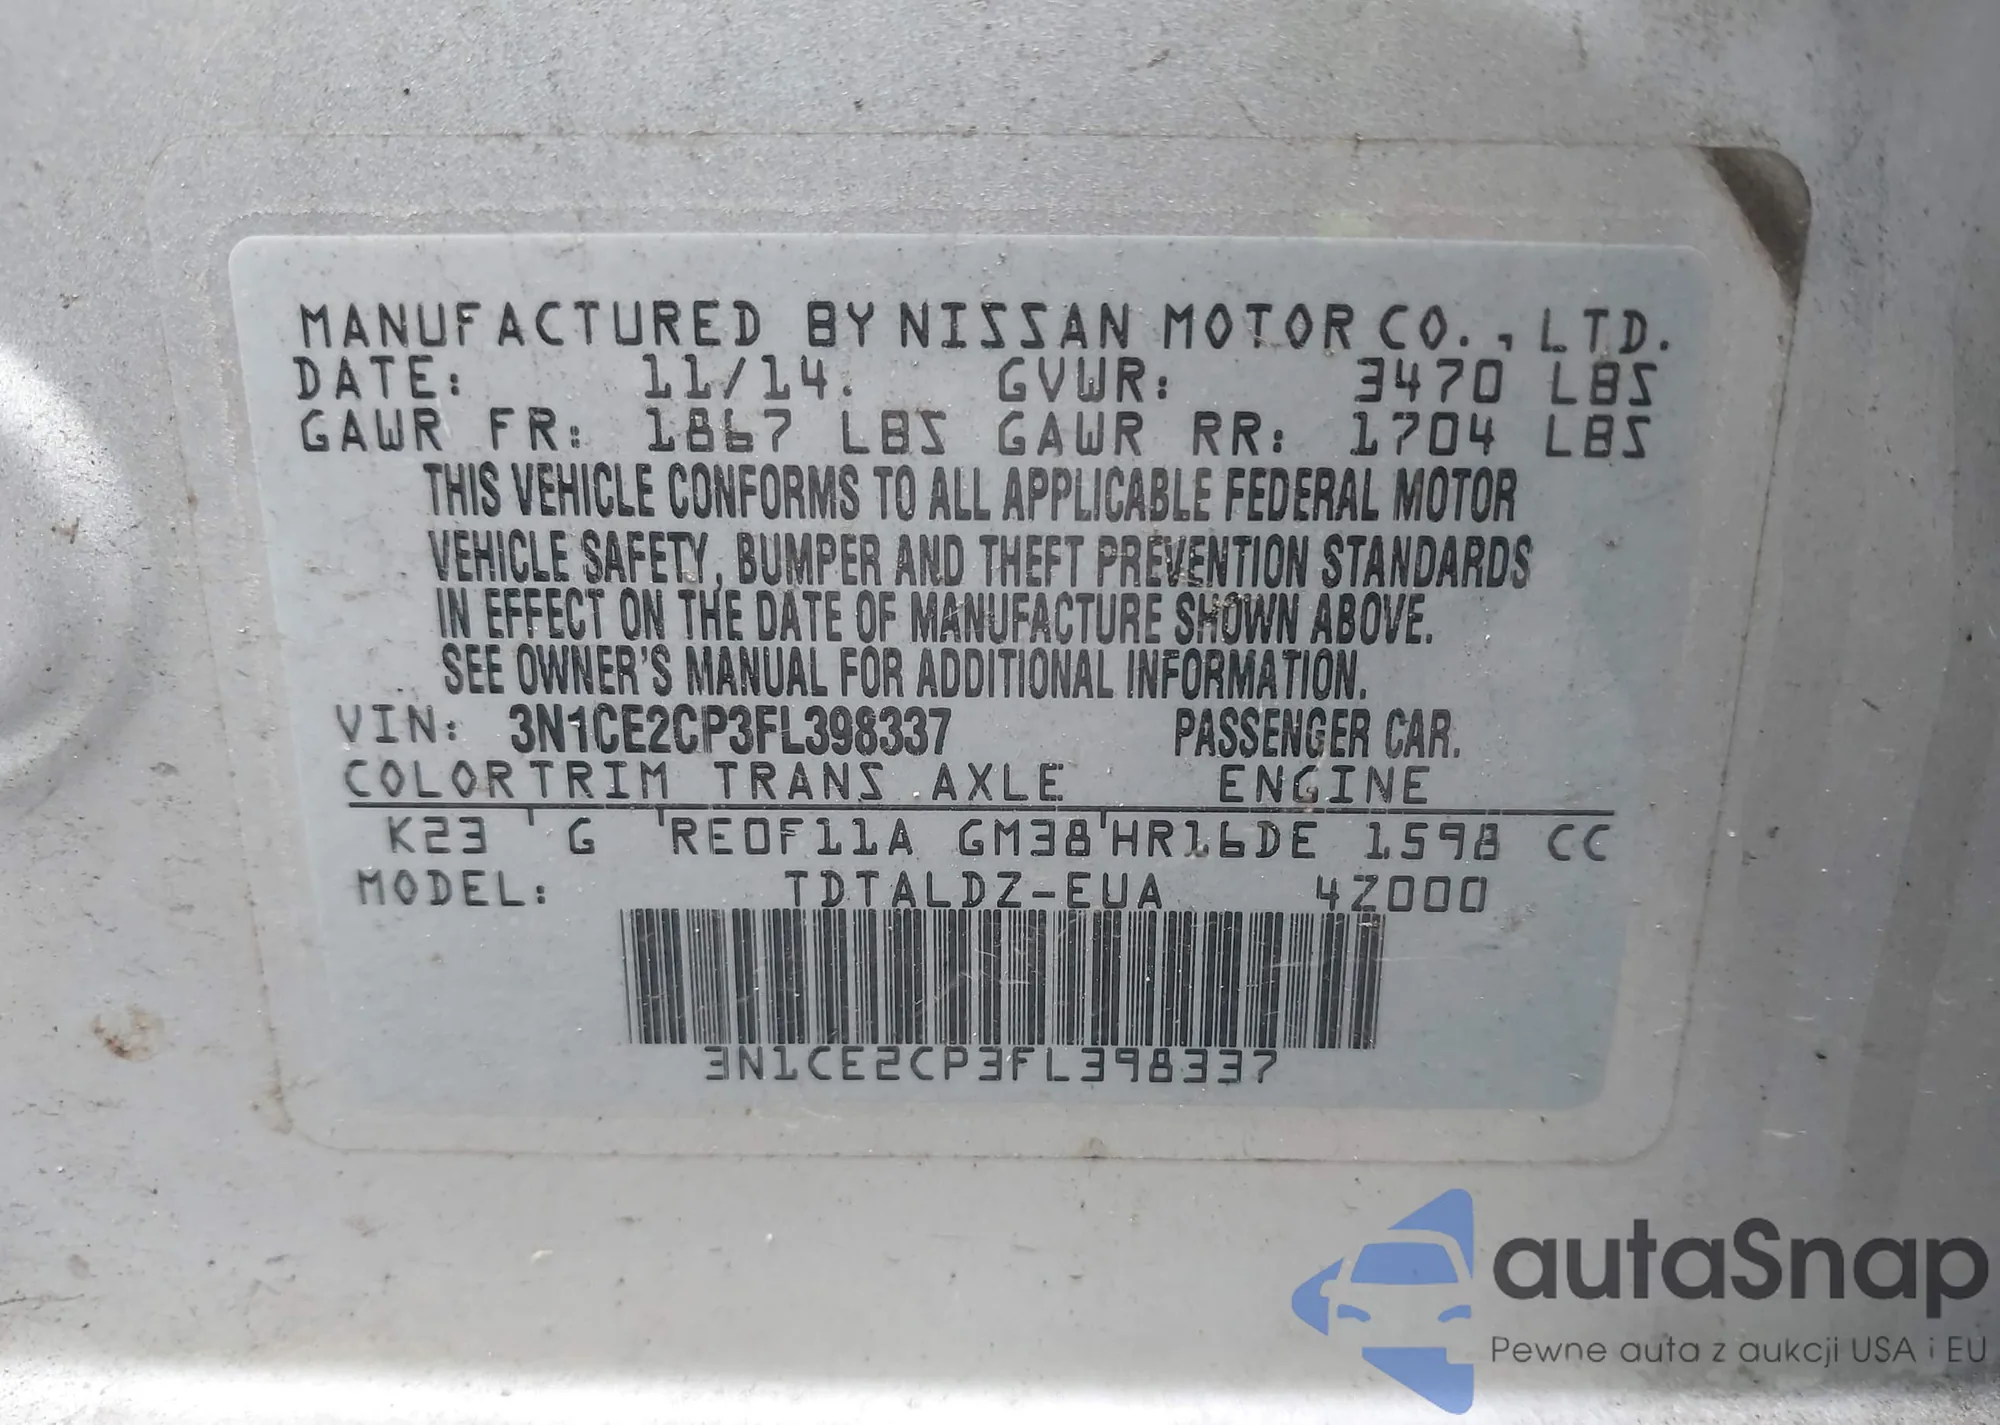 MANUFACTURED BY NISSAN MOTOR CO., LTD.
DATE: 11/14. GVWR: 3470 LBS
GAWR FR: 1867 LBS GAWR RR: 1704 LBS
THIS VEHICLE CONFORMS TO ALL APPLICABLE FEDERAL MOTOR
VEHICLE SAFETY, BUMPER AND THEFT PREVENTION STANDARDS
IN EFFECT ON THE DATE OF MANUFACTURE SHOWN ABOVE.
SEE OWNER'S MANUAL FOR ADDITIONAL INFORMATION.
VIN: 3N1CE2CP3FL398337 PASSENGER CAR.
COLOR TRIM TRANS AXLE ENGINE
K23 G RE0F11A GM38 HR16DE 1598 CC
MODEL: TDTALDZ-EUA 4Z000
3N1CE2CP3FL398337
autaSnap
Pewne auta z aukcji USA i EU